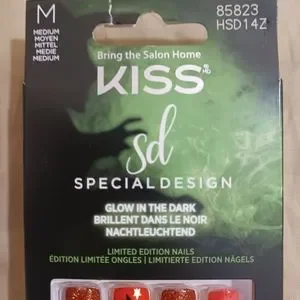 M
MEDIUM
MOYEN
MITTEL
MEDIE
MEDIUM
85823
HSD14Z
Bring the Salon Home
KISS
sd
SPECIAL DESIGN
GLOW IN THE DARK
BRILLENT DANS LE NOIR
NACHTLEUCHTEND
LIMITED EDITION NAILS
ÉDITION LIMITÉE ONGLES | LIMITIERTE EDITION NÄGELS